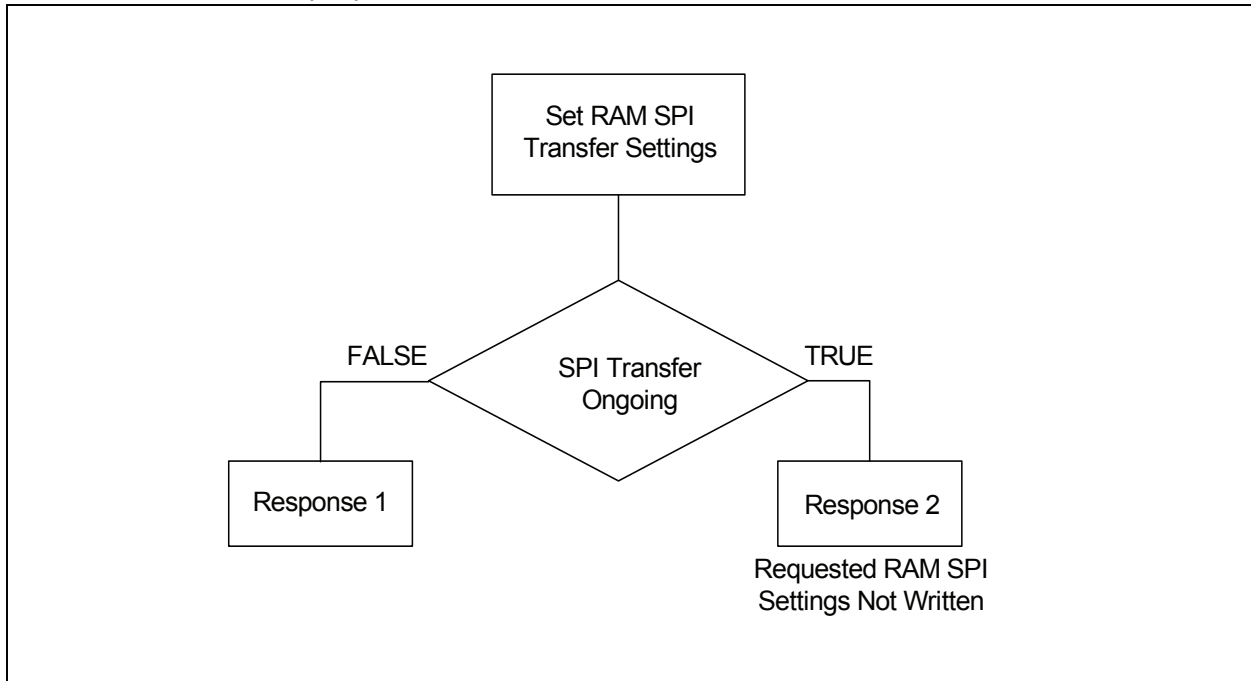 Set RAM SPI
Transfer Settings
FALSE
TRUE
SPI Transfer
Ongoing
Response 1
Response 2
Requested RAM SPI
Settings Not Written